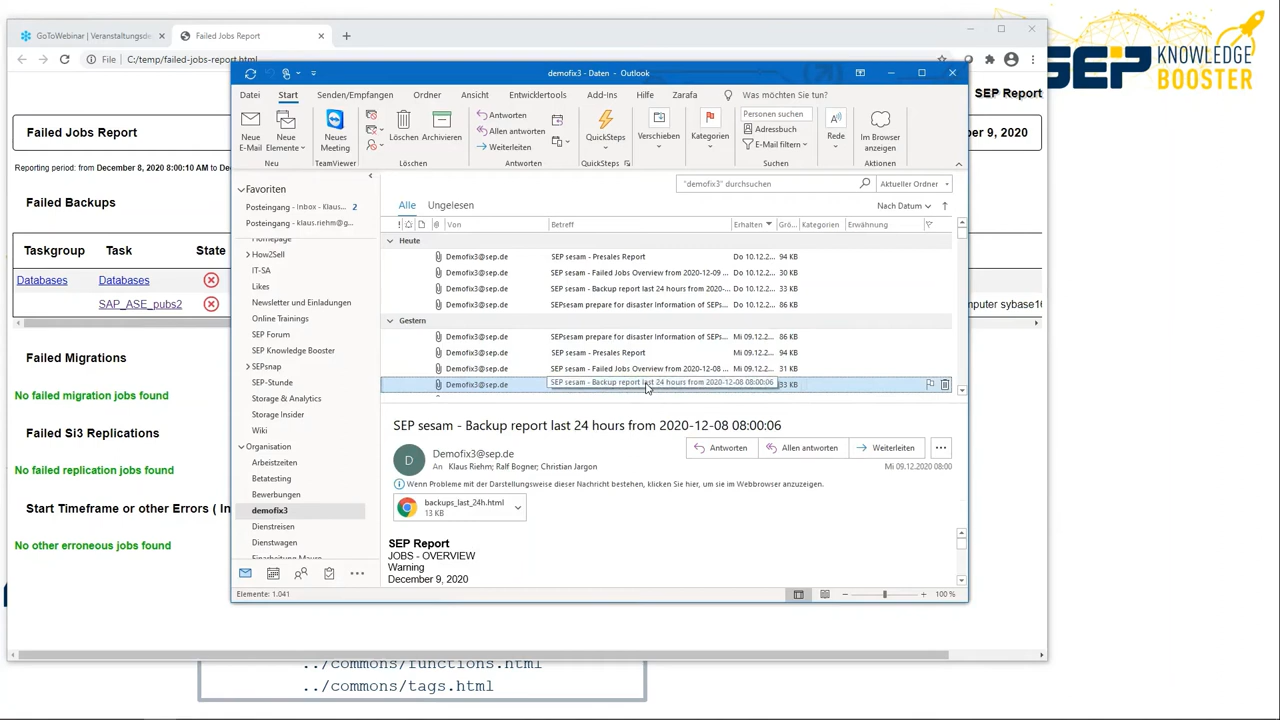 SEP KNOWLEDGE BOOSTER
GoToWebinar | Veranstaltungsde
Failed Jobs Report
File C:/temp/failed-jobs-report.html
SEP Report
Failed Jobs Report
ber 9, 2020
Reporting period: from December 8, 2020 8:00:10 AM to De
Failed Backups
Taskgroup Task State
Databases Databases
SAP_ASE_pubs2
mputer sybase16
Failed Migrations
No failed migration jobs found
Failed Si3 Replications
No failed replication jobs found
Start Timeframe or other Errors ( In
No other erroneous jobs found
../commons/functions.html
../commons/tags.html
demofix3 - Daten - Outlook
Datei Start Senden/Empfangen Ordner Ansicht Entwicklertools Add-Ins Hilfe Zarafa Was möchten Sie tun?
Neue E-Mail
Neue Elemente
Neu
Neues Meeting
TeamViewer
Löschen
Archivieren
Löschen
Antworten
Allen antworten
Weiterleiten
Antworten
QuickSteps
QuickSteps
Verschieben
Kategorien
Personen suchen
Adressbuch
E-Mail filtern
Suchen
Rede
Im Browser anzeigen
Aktionen
Favoriten
Posteingang - Inbox - Klaus... 2
Posteingang - klaus.riehm@g...
Homepage
How2Sell
IT-SA
Likes
Newsletter und Einladungen
Online Trainings
SEP Forum
SEP Knowledge Booster
SEPsnap
SEP-Stunde
Storage & Analytics
Storage Insider
Wiki
Organisation
Arbeitszeiten
Betatesting
Bewerbungen
demofix3
Dienstreisen
Dienstwagen
Einarbeitung Mauro
"demofix3" durchsuchen Aktueller Ordner
Alle Ungelesen Nach Datum
Von Betreff Erhalten Grö... Kategorien Erwähnung
Heute
Demofix3@sep.de SEP sesam - Presales Report Do 10.12.2... 94 KB
Demofix3@sep.de SEP sesam - Failed Jobs Overview from 2020-12-09 ... Do 10.12.2... 30 KB
Demofix3@sep.de SEP sesam - Backup report last 24 hours from 2020-... Do 10.12.2... 33 KB
Demofix3@sep.de SEPsesam prepare for disaster Information of SEPs... Do 10.12.2... 86 KB
Gestern
Demofix3@sep.de SEPsesam prepare for disaster Information of SEPs... Mi 09.12.2... 86 KB
Demofix3@sep.de SEP sesam - Presales Report Mi 09.12.2... 94 KB
Demofix3@sep.de SEP sesam - Failed Jobs Overview from 2020-12-08 ... Mi 09.12.2... 30 KB
Demofix3@sep.de SEP sesam - Backup report last 24 hours from 2020-12-08 08:00:06 33 KB
SEP sesam - Backup report last 24 hours from 2020-12-08 08:00:06
D
Demofix3@sep.de
An Klaus Riehm; Ralf Bogner; Christian Jargon
Antworten Allen antworten Weiterleiten
Mi 09.12.2020 08:00
Wenn Probleme mit der Darstellungsweise dieser Nachricht bestehen, klicken Sie hier, um sie im Webbrowser anzuzeigen.
backups_last_24h.html
13 KB
SEP Report
JOBS - OVERVIEW
Warning
December 9, 2020
Elemente: 1.041 100 %